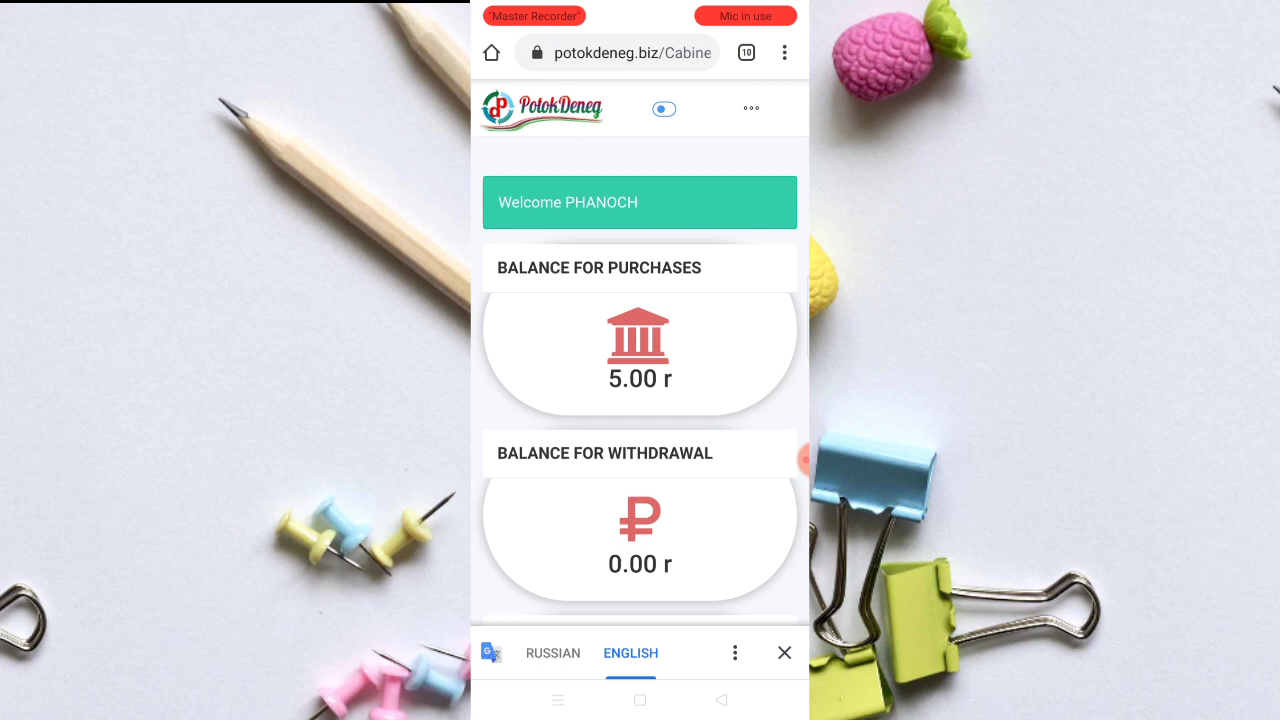 "Master Recorder"
Mic in use
potokdeneg.biz/Cabine
10
dp PotokDeneg
Welcome PHANOCH
BALANCE FOR PURCHASES
5.00 r
BALANCE FOR WITHDRAWAL
₽
0.00 r
G RUSSIAN ENGLISH